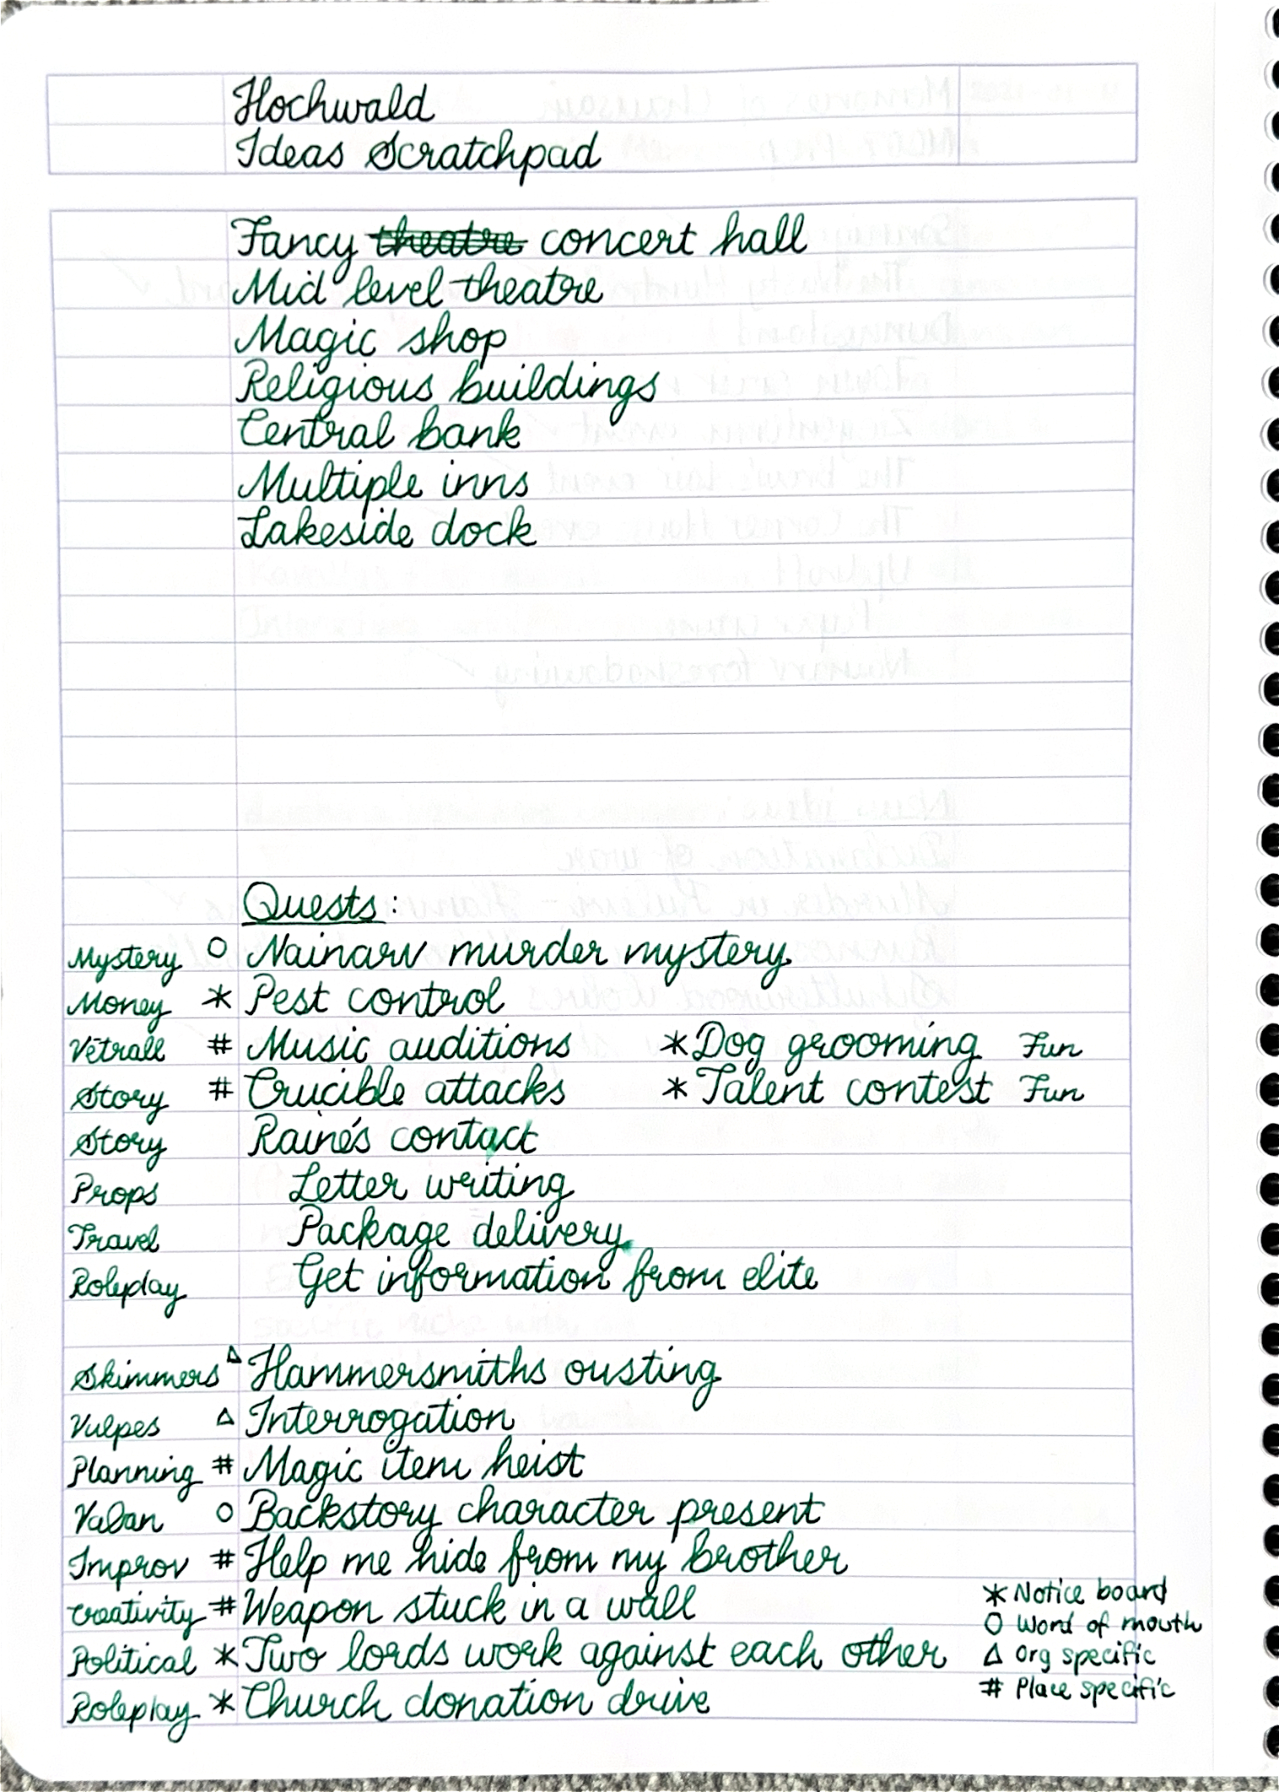 Hochwald
Ideas Scratchpad
Fancy theatre concert hall
Mid level theatre
Magic shop
Religious buildings
Central bank
Multiple inns
Lakeside dock
Quests:
Mystery O Nainarv murder mystery
Money * Pest control
Vetrall # Music auditions * Dog grooming Fun
Story # Crucible attacks * Talent contest Fun
Story Raine's contact
Props Letter writing
Travel Package delivery
Roleplay Get information from elite
Skimmers △ Hammersmiths ousting
Vulpes △ Interrogation
Planning # Magic item heist
Valan O Backstory character present
Improv # Help me hide from my brother
Creativity # Weapon stuck in a wall
Political * Two lords work against each other
Roleplay * Church donation drive
* Notice board
O Word of mouth
△ Org specific
# Place specific